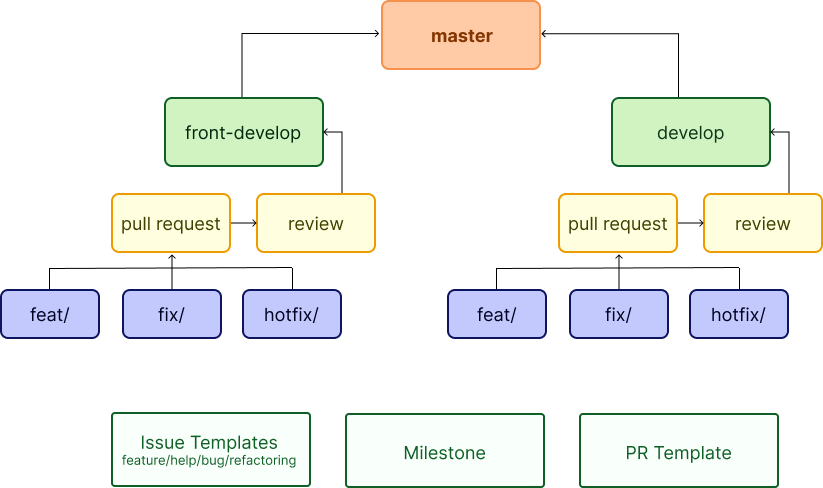 master
front-develop
develop
pull request
review
pull request
review
feat/
fix/
hotfix/
feat/
fix/
hotfix/
Issue Templates
feature/help/bug/refactoring
Milestone
PR Template